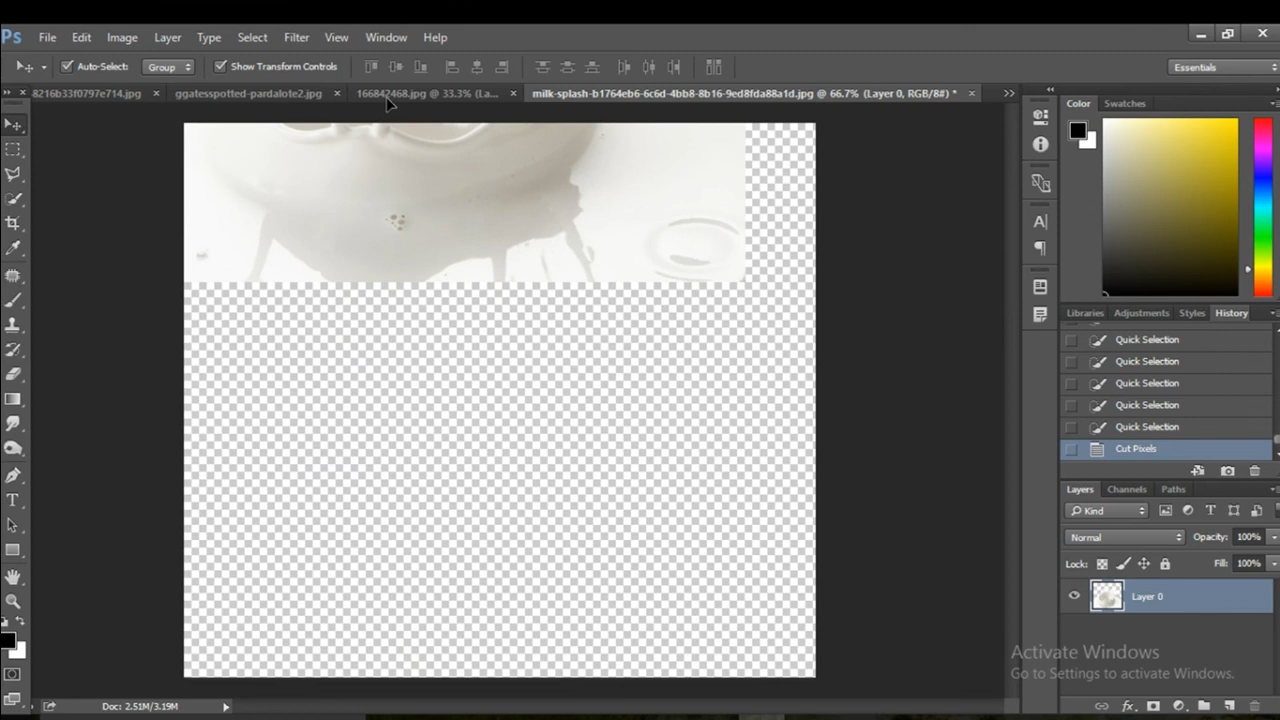 Ps File Edit Image Layer Type Select Filter View Window Help
Auto-Select: Group Show Transform Controls Essentials
8216b33f0797e714.jpg × ggatesspotted-pardalote2.jpg × 166842468.jpg @ 33.3% (La... × milk-splash-b1764eb6-6c6d-4bb8-8b16-9ed8fda88a1d.jpg @ 66.7% (Layer 0, RGB/8#) * ×
Color Swatches
Libraries Adjustments Styles History
Quick Selection
Quick Selection
Quick Selection
Quick Selection
Quick Selection
Cut Pixels
Layers Channels Paths
Kind
Normal Opacity: 100%
Lock: Fill: 100%
Layer 0
Activate Windows
Go to Settings to activate Windows.
Doc: 2.51M/3.19M